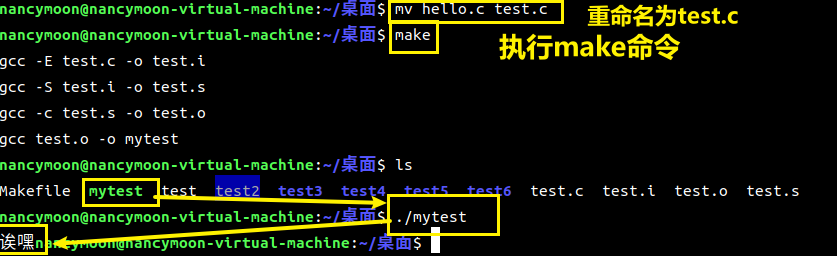 nancymoon@nancymoon-virtual-machine:~/桌面$ mv hello.c test.c 重命名为test.c
nancymoon@nancymoon-virtual-machine:~/桌面$ make 执行make命令
gcc -E test.c -o test.i
gcc -S test.i -o test.s
gcc -c test.s -o test.o
gcc test.o -o mytest
nancymoon@nancymoon-virtual-machine:~/桌面$ ls
Makefile mytest test test2 test3 test4 test5 test6 test.c test.i test.o test.s
nancymoon@nancymoon-virtual-machine:~/桌面$ ./mytest
诶嘿nancymoon@nancymoon-virtual-machine:~/桌面$